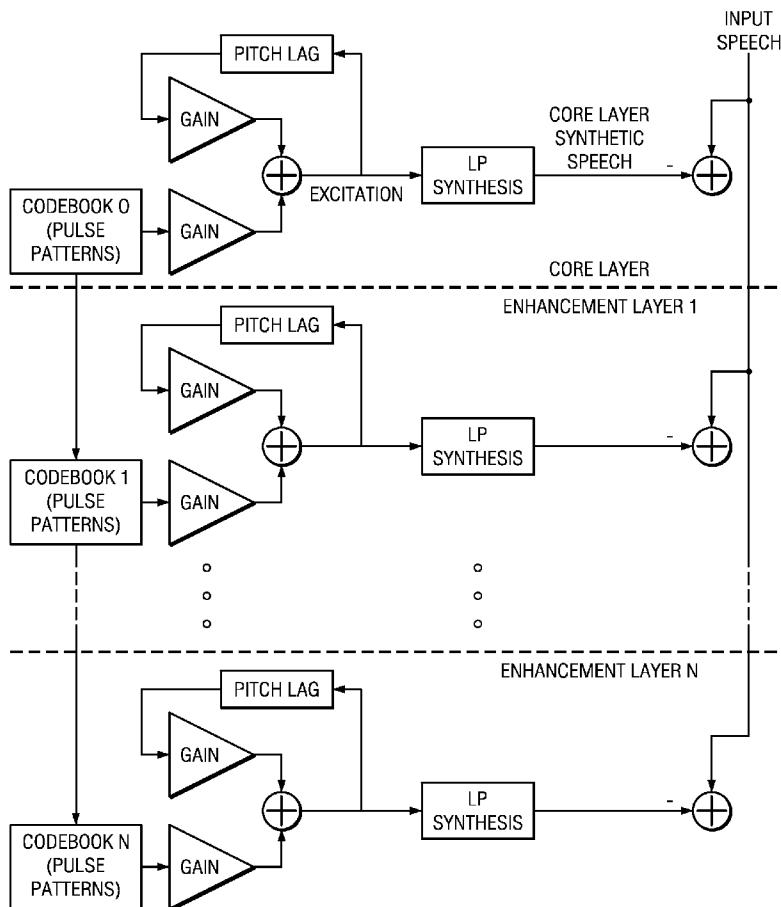 INPUT
SPEECH
PITCH LAG
GAIN
CORE LAYER
SYNTHETIC
SPEECH
-
LP
SYNTHESIS
EXCITATION
CODEBOOK O
(PULSE
PATTERNS)
GAIN
CORE LAYER
ENHANCEMENT LAYER 1
PITCH LAG
GAIN
LP
SYNTHESIS
-
CODEBOOK 1
(PULSE
PATTERNS)
GAIN
ENHANCEMENT LAYER N
PITCH LAG
GAIN
LP
SYNTHESIS
-
CODEBOOK N
(PULSE
PATTERNS)
GAIN